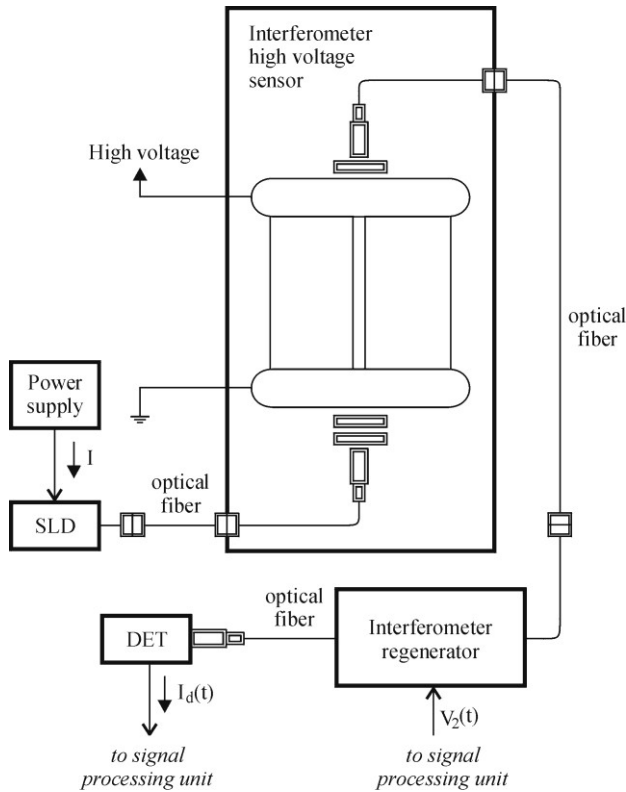 Interferometer
high voltage
sensor
High voltage
optical
fiber
Power
supply
I
optical
fiber
SLD
optical
fiber
DET
Interferometer
regenerator
I_d(t)
V_2(t)
to signal
processing unit
to signal
processing unit